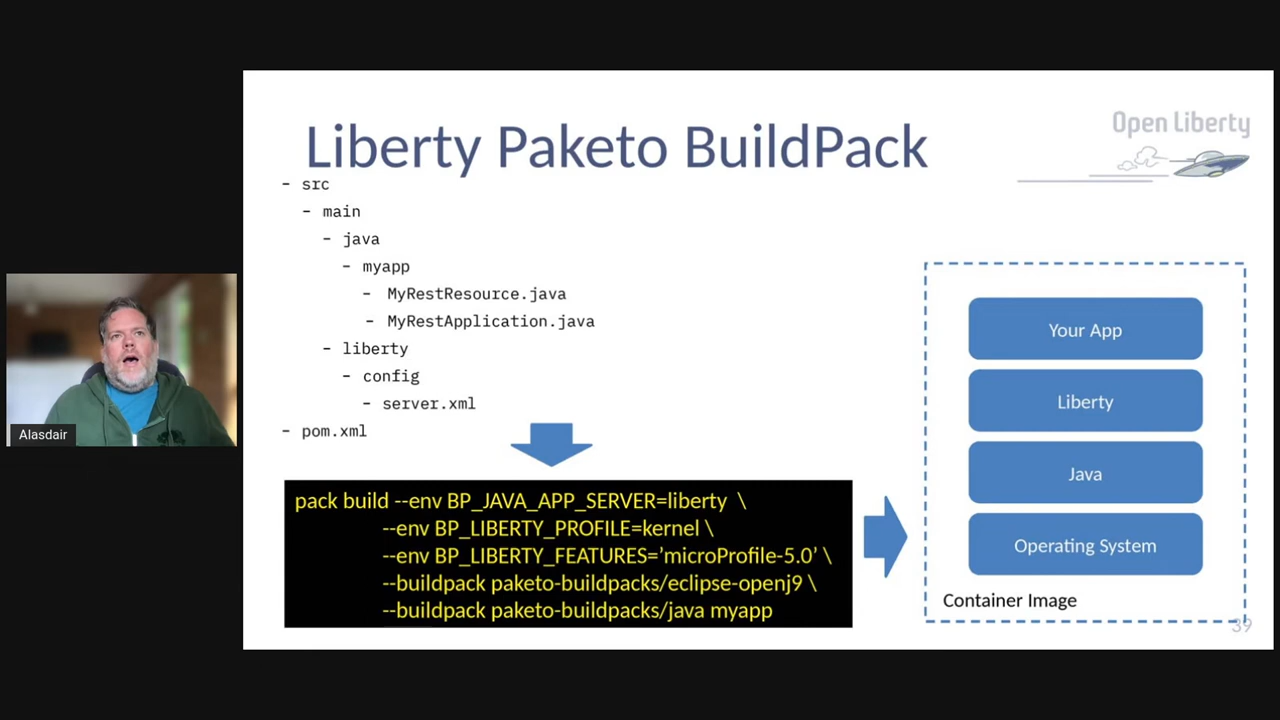 Liberty Paketo BuildPack
Open Liberty
- src
- main
- java
- myapp
- MyRestResource.java
- MyRestApplication.java
- liberty
- config
- server.xml
- pom.xml
pack build --env BP_JAVA_APP_SERVER=liberty \
--env BP_LIBERTY_PROFILE=kernel \
--env BP_LIBERTY_FEATURES=’microProfile-5.0’ \
--buildpack paketo-buildpacks/eclipse-openj9 \
--buildpack paketo-buildpacks/java myapp
Your App
Liberty
Java
Operating System
Container Image
39
Alasdair